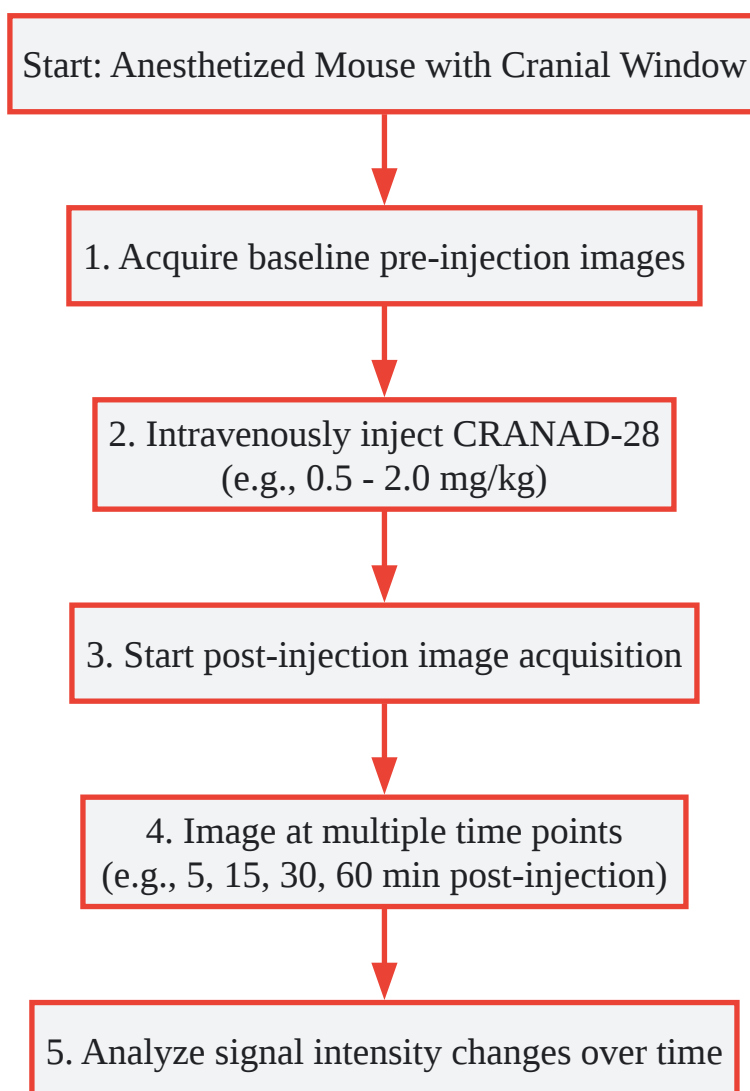 Start: Anesthetized Mouse with Cranial Window
1. Acquire baseline pre-injection images
2. Intravenously inject CRANAD-28
(e.g., 0.5 - 2.0 mg/kg)
3. Start post-injection image acquisition
4. Image at multiple time points
(e.g., 5, 15, 30, 60 min post-injection)
5. Analyze signal intensity changes over time